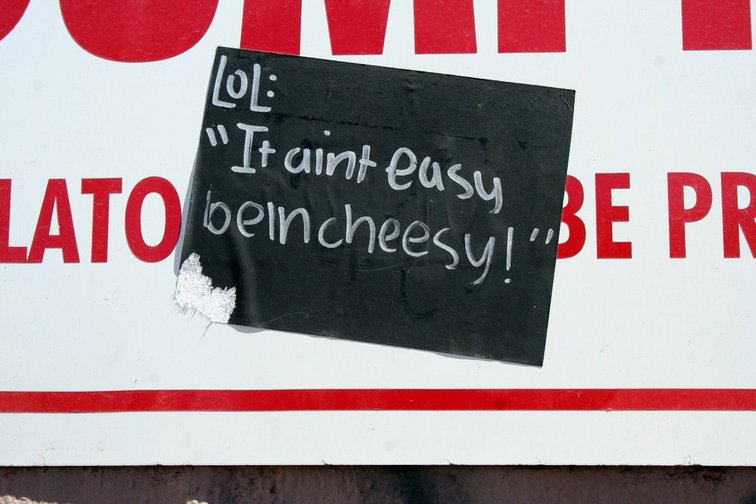 LOL:
"It aint easy
beincheesy!"
LATO BE PR